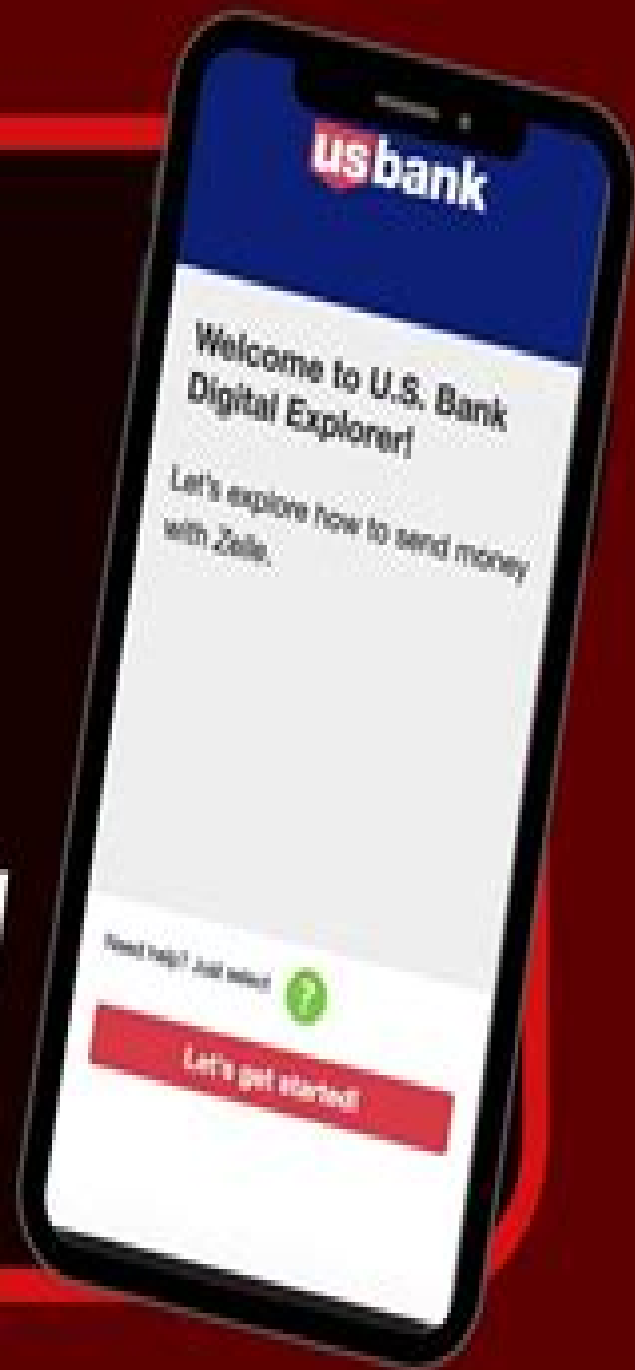 usbank
Welcome to U.S. Bank
Digital Explorer!
Let's explore how to send money
with Zelle.
Need help? Just select
?
Let's get started!